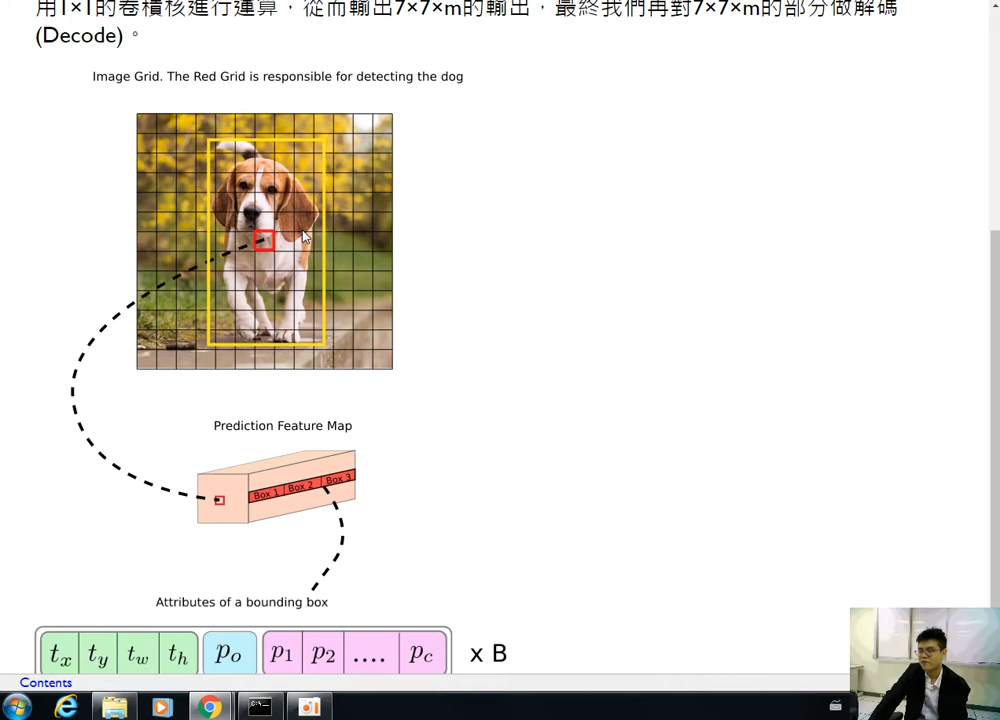 用1×1的卷積核進行運算，從而輸出7×7×m的輸出，最終我們再對7×7×m的部分做解碼
(Decode)。
Image Grid. The Red Grid is responsible for detecting the dog
Prediction Feature Map
Box 1 Box 2 Box 3
Attributes of a bounding box
tx ty tw th po p1 p2 .... pc x B
Contents